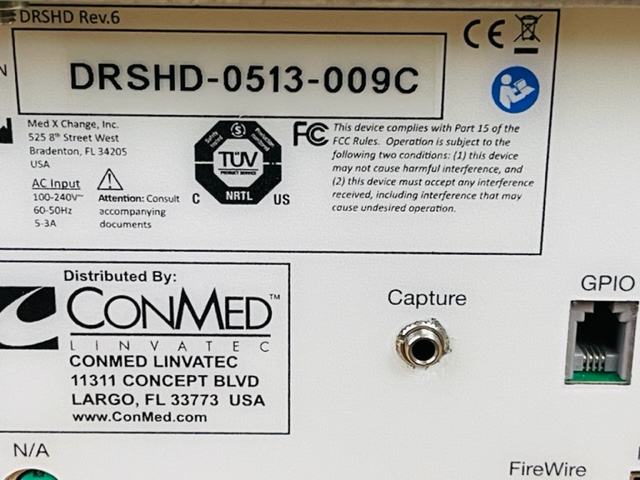 DRSHD Rev.6
N
DRSHD-0513-009C
CE
Med X Change, Inc.
525 8th Street West
Bradenton, FL 34205
USA
AC Input
100-240V~
60-50Hz
5-3A
Attention: Consult
accompanying
documents
TÜV
PRODUCT SERVICE
NRTL
C US
FC This device complies with Part 15 of the
FCC Rules. Operation is subject to the
following two conditions: (1) this device
may not cause harmful interference, and
(2) this device must accept any interference
received, including interference that may
cause undesired operation.
Distributed By:
CONMED™
LINVATEC
CONMED LINVATEC
11311 CONCEPT BLVD
LARGO, FL 33773 USA
www.ConMed.com
Capture
GPIO
N/A
FireWire